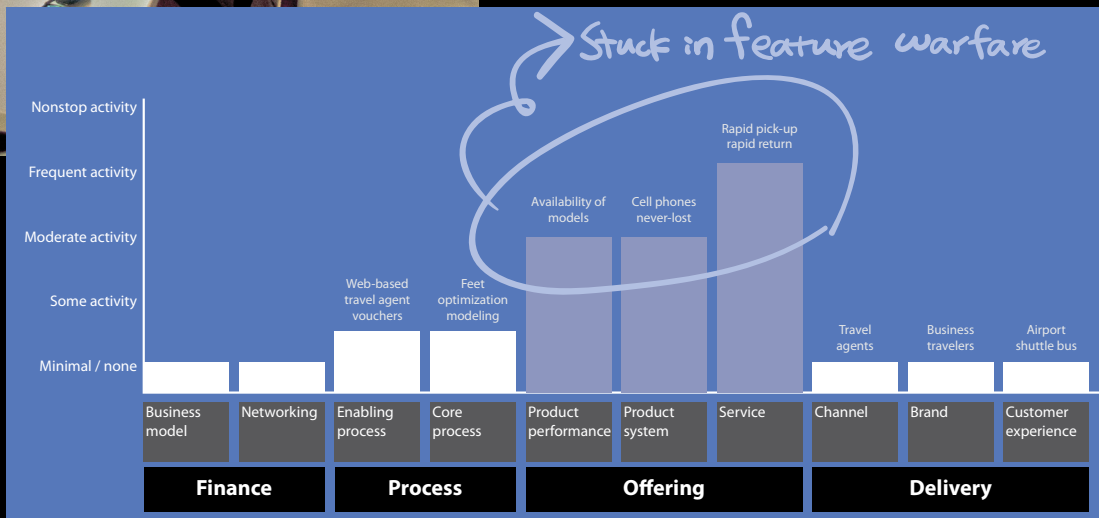 Stuck in feature warfare
Nonstop activity
Frequent activity
Moderate activity
Some activity
Minimal / none
Web-based
travel agent
vouchers
Feet
optimization
modeling
Availability of
models
Cell phones
never-lost
Rapid pick-up
rapid return
Travel
agents
Business
travelers
Airport
shuttle bus
Business
model
Networking
Enabling
process
Core
process
Product
performance
Product
system
Service
Channel
Brand
Customer
experience
Finance
Process
Offering
Delivery